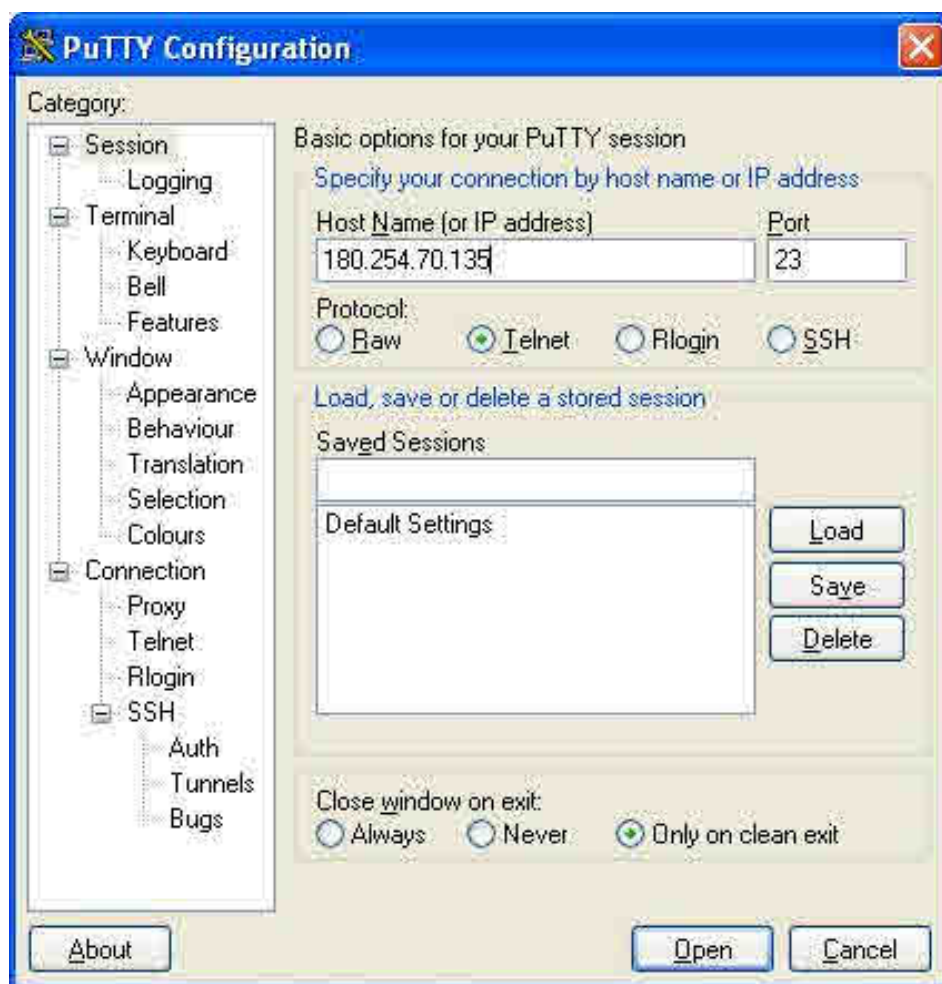 PuTTY Configuration
Category:
Session
Logging
Terminal
Keyboard
Bell
Features
Window
Appearance
Behaviour
Translation
Selection
Colours
Connection
Proxy
Telnet
Rlogin
SSH
Auth
Tunnels
Bugs
Basic options for your PuTTY session
Specify your connection by host name or IP address
Host Name (or IP address) Port
180.254.70.135 23
Protocol:
Raw Telnet Rlogin SSH
Load, save or delete a stored session
Saved Sessions
Default Settings
Load
Save
Delete
Close window on exit:
Always Never Only on clean exit
About Open Cancel